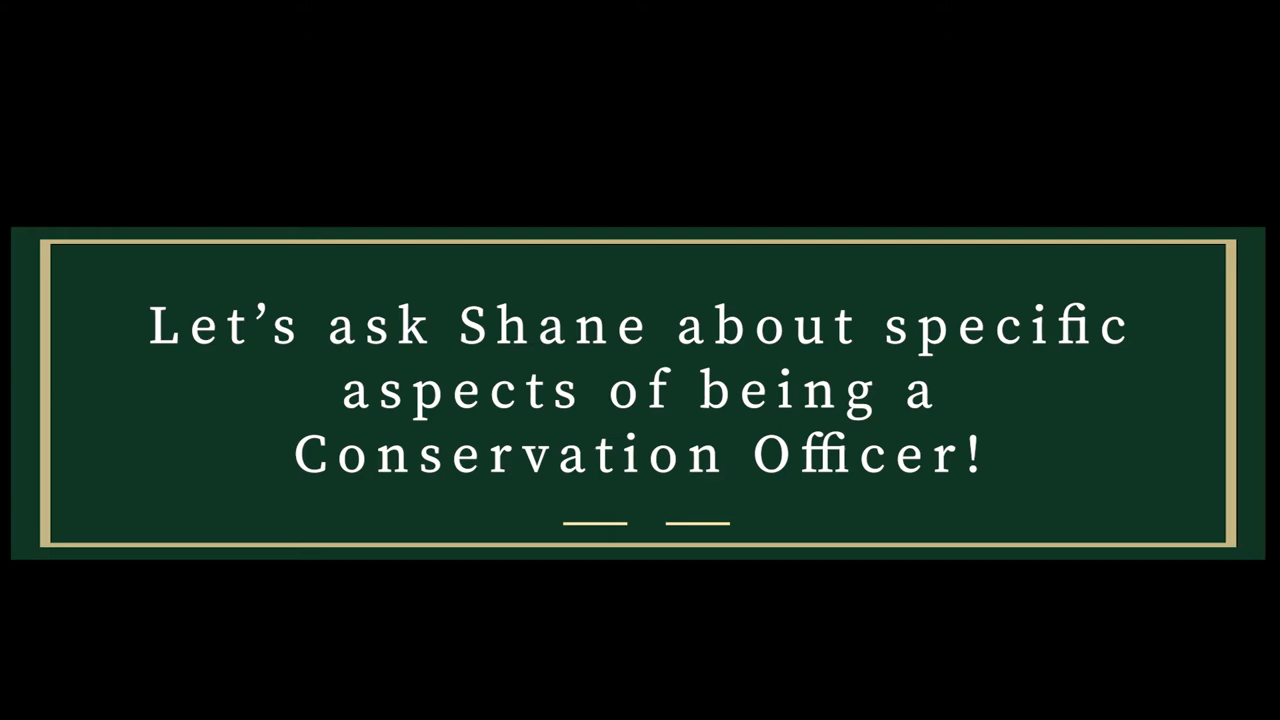 Let’s ask Shane about specific
aspects of being a
Conservation Officer!